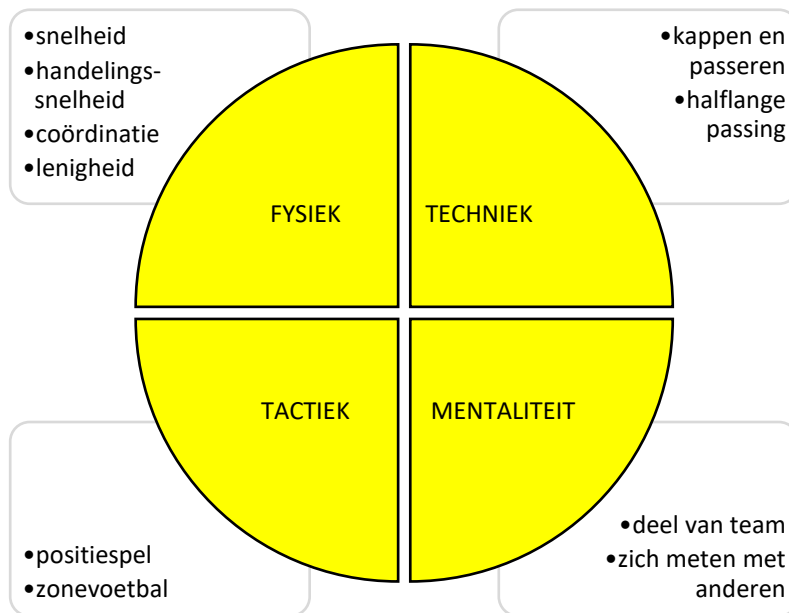 •snelheid
•handelings-
snelheid
•coördinatie
•lenigheid
•kappen en
passeren
•halflange
passing
FYSIEK
TECHNIEK
TACTIEK
MENTALITEIT
•positiespel
•zonevoetbal
•deel van team
•zich meten met
anderen